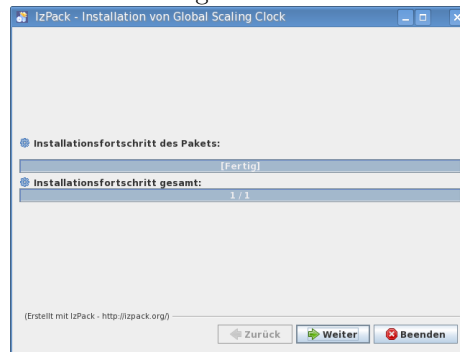 IzPack - Installation von Global Scaling Clock
Installationsfortschritt des Pakets:
[Fertig]
Installationsfortschritt gesamt:
1 / 1
(Erstellt mit IzPack - http://izpack.org/)
Zurück Weiter Beenden